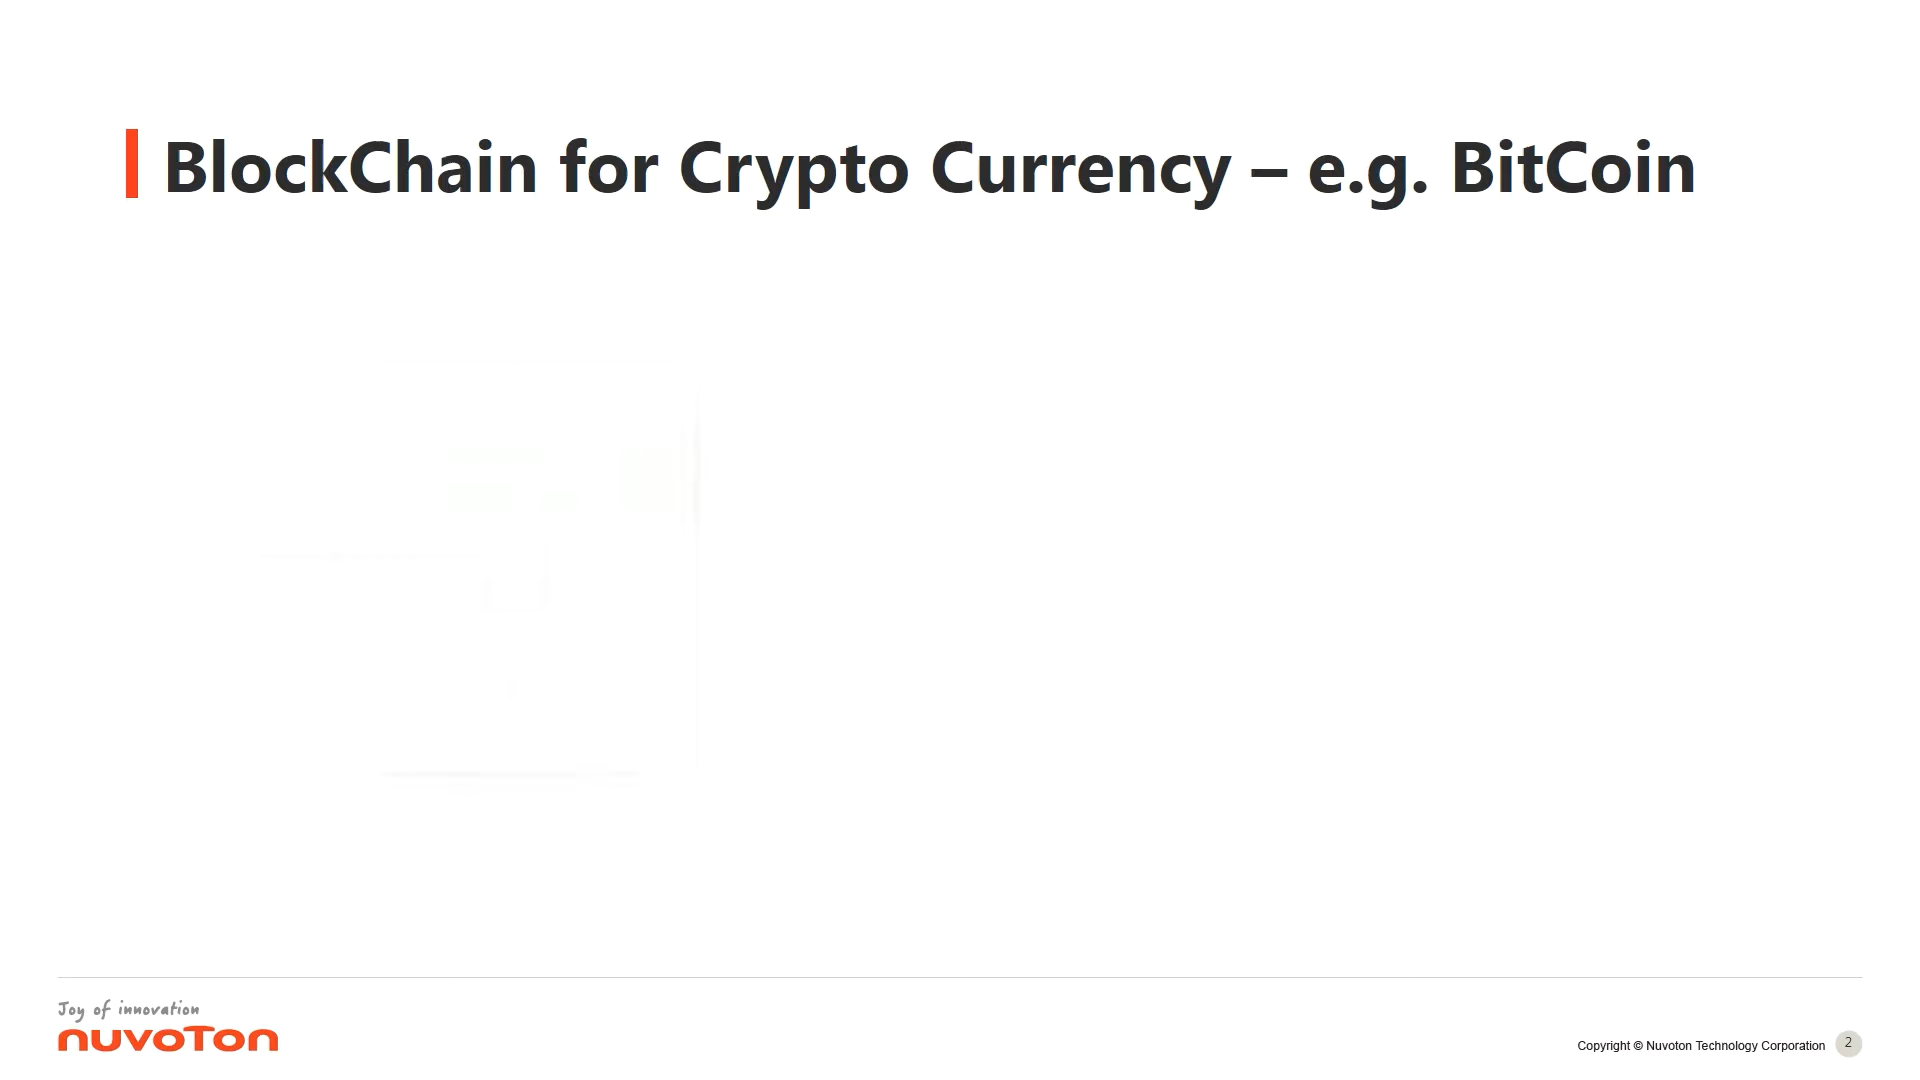 BlockChain for Crypto Currency – e.g. BitCoin
Joy of innovation
nuvoTon
Copyright © Nuvoton Technology Corporation 2